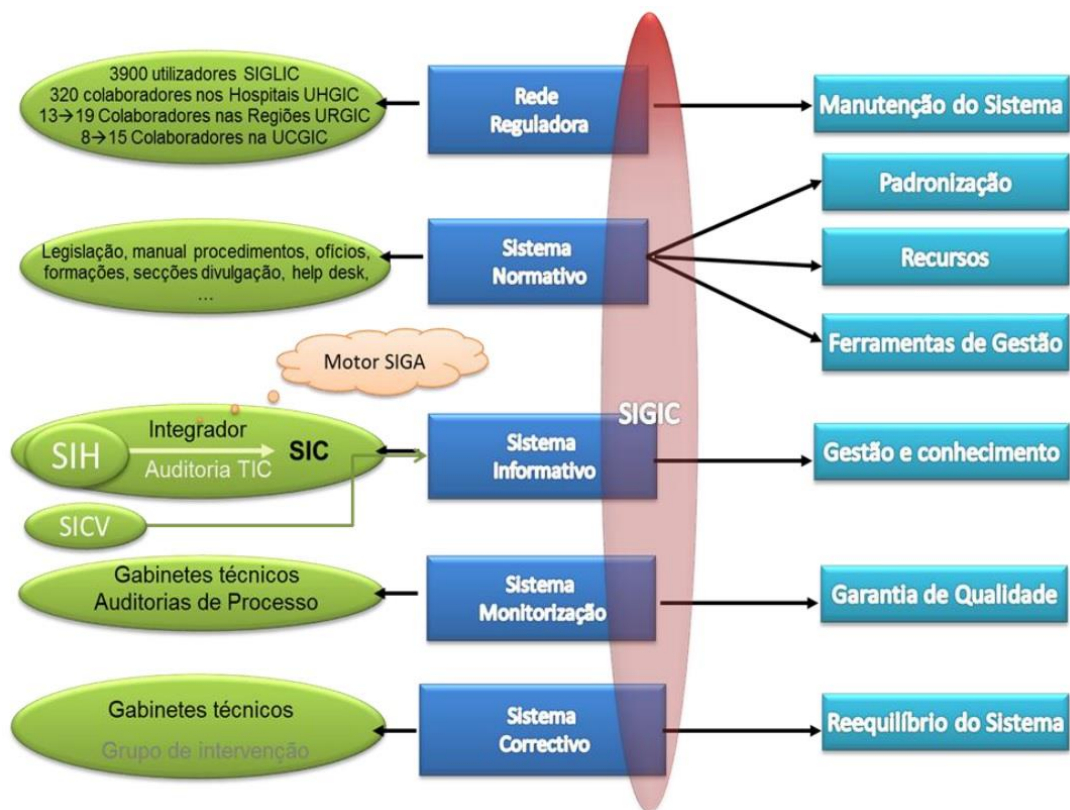 3900 utilizadores SIGLIC
320 colaboradores nos Hospitais UHGIC
13→19 Colaboradores nas Regiões URGIC
8→15 Colaboradores na UCGIC
Rede
Reguladora
Manutenção do Sistema
Padronização
Legislação, manual procedimentos, ofícios,
formações, secções divulgação, help desk,
...
Sistema
Normativo
Recursos
Ferramentas de Gestão
Motor SIGA
SIGIC
SIH
Integrador
Auditoria TIC
SIC
Sistema
Informativo
Gestão e conhecimento
SICV
Gabinetes técnicos
Auditorias de Processo
Sistema
Monitorização
Garantia de Qualidade
Gabinetes técnicos
Grupo de intervenção
Sistema
Correctivo
Reequilíbrio do Sistema